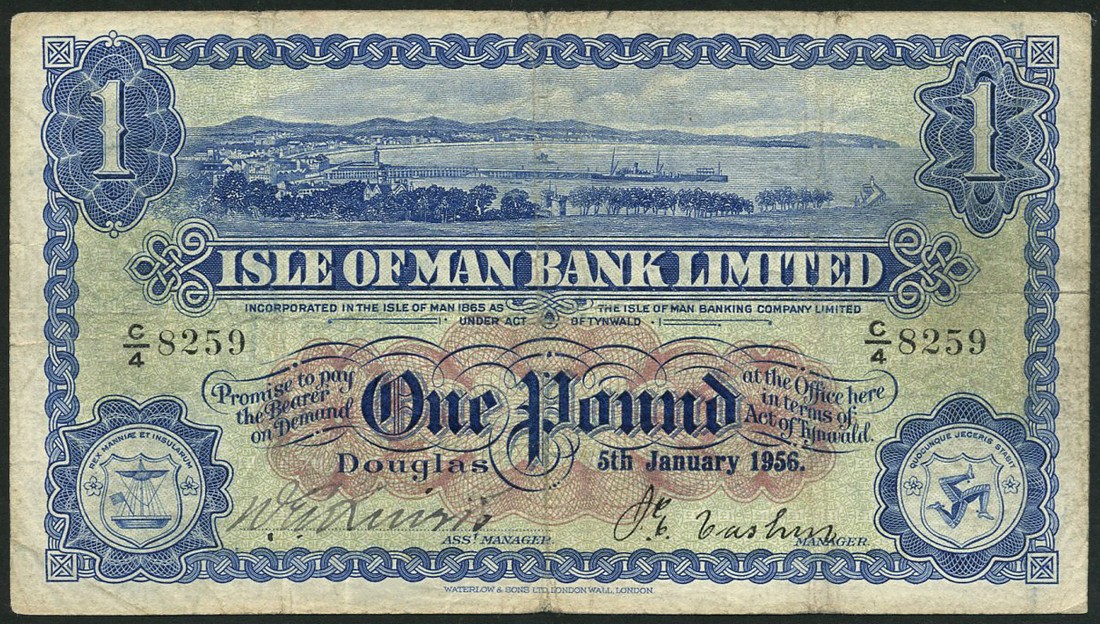 1 1
ISLE OF MAN BANK LIMITED
INCORPORATED IN THE ISLE OF MAN 1865 AS THE ISLE OF MAN BANKING COMPANY LIMITED
UNDER ACT OF TYNWALD
C/4 8259 C/4 8259
Promise to pay
the Bearer
on Demand
One Pound
at the Office here
in terms of
Act of Tynwald.
Douglas 5th January 1956.
REX MANNIÆ ET INSULARUM
QUOCUNQUE JECERIS STABIT
J. E. Cashin
ASST MANAGER. MANAGER.
WATERLOW & SONS LTD, LONDON WALL, LONDON.